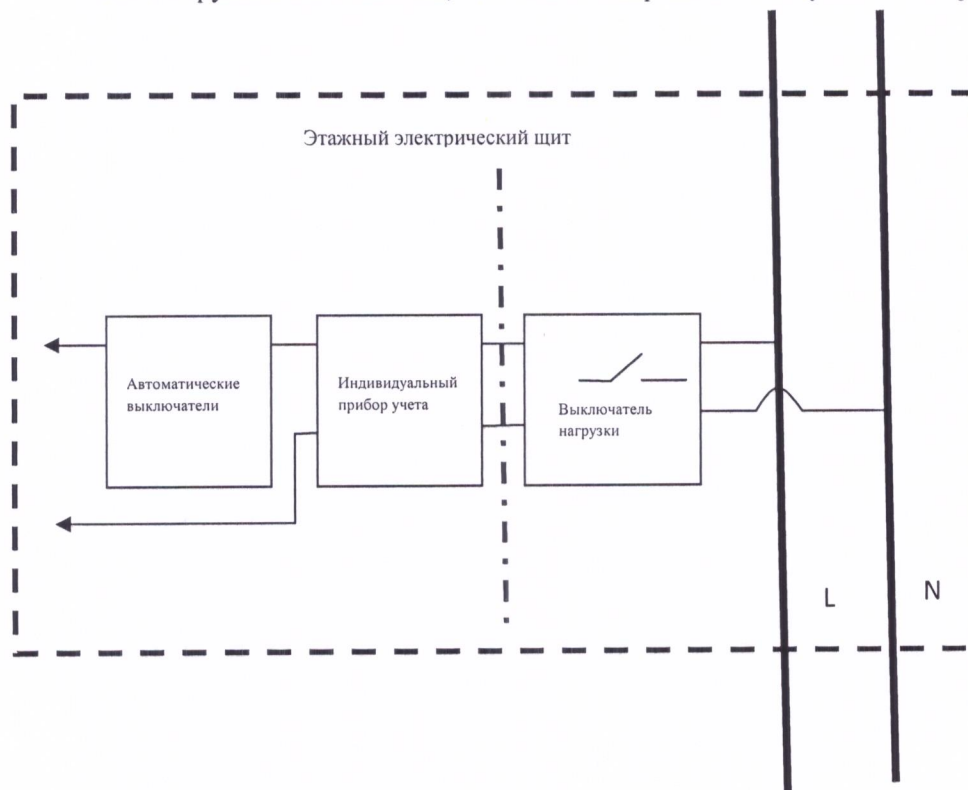 Этажный электрический щит
Автоматические
выключатели
Индивидуальный
прибор учета
Выключатель
нагрузки
L
N